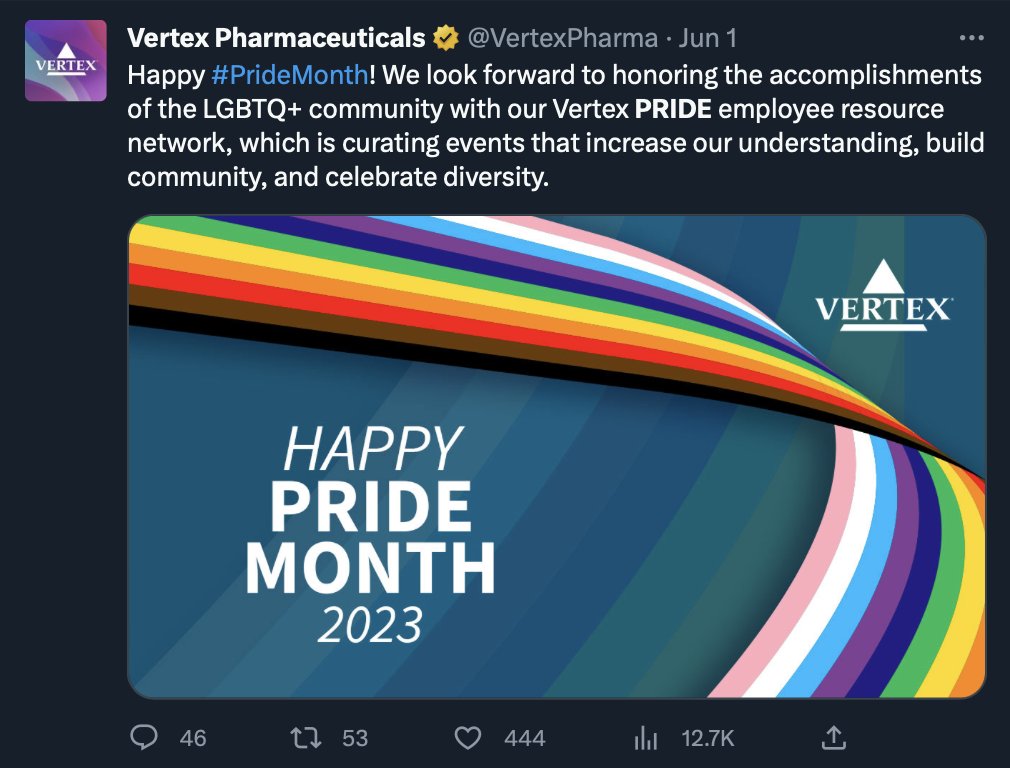 Vertex Pharmaceuticals @VertexPharma · Jun 1
VERTEX
Happy #PrideMonth! We look forward to honoring the accomplishments
of the LGBTQ+ community with our Vertex PRIDE employee resource
network, which is curating events that increase our understanding, build
community, and celebrate diversity.
VERTEX
HAPPY
PRIDE
MONTH
2023
46 53 444 12.7K